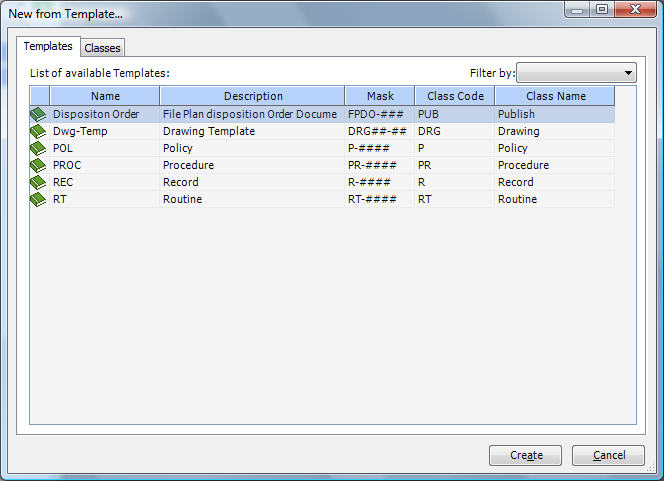 New from Template...
Templates Classes
List of available Templates: Filter by:
Name Description Mask Class Code Class Name
Dispositon Order File Plan disposition Order Docume FPDO-### PUB Publish
Dwg-Temp Drawing Template DRG##-## DRG Drawing
POL Policy P-#### P Policy
PROC Procedure PR-#### PR Procedure
REC Record R-#### R Record
RT Routine RT-#### RT Routine
Create Cancel